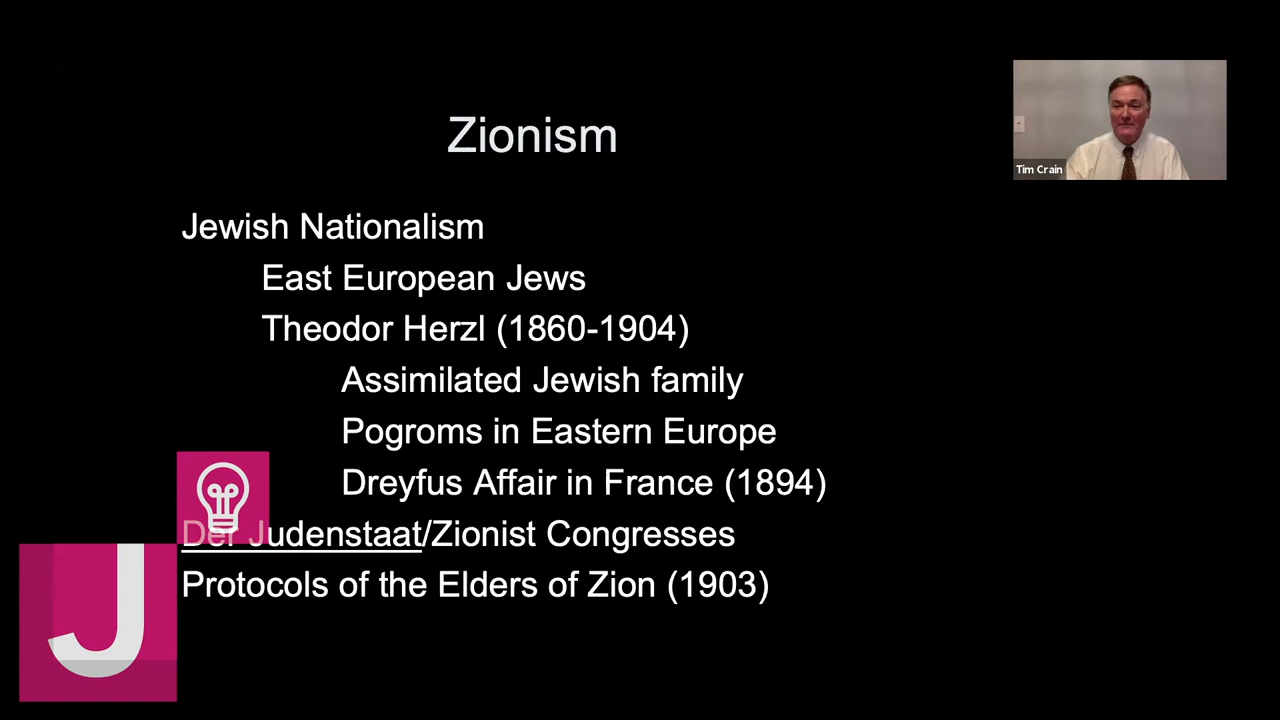 Zionism
Tim Crain
Jewish Nationalism
East European Jews
Theodor Herzl (1860-1904)
Assimilated Jewish family
Pogroms in Eastern Europe
Dreyfus Affair in France (1894)
Der Judenstaat/Zionist Congresses
Protocols of the Elders of Zion (1903)
J